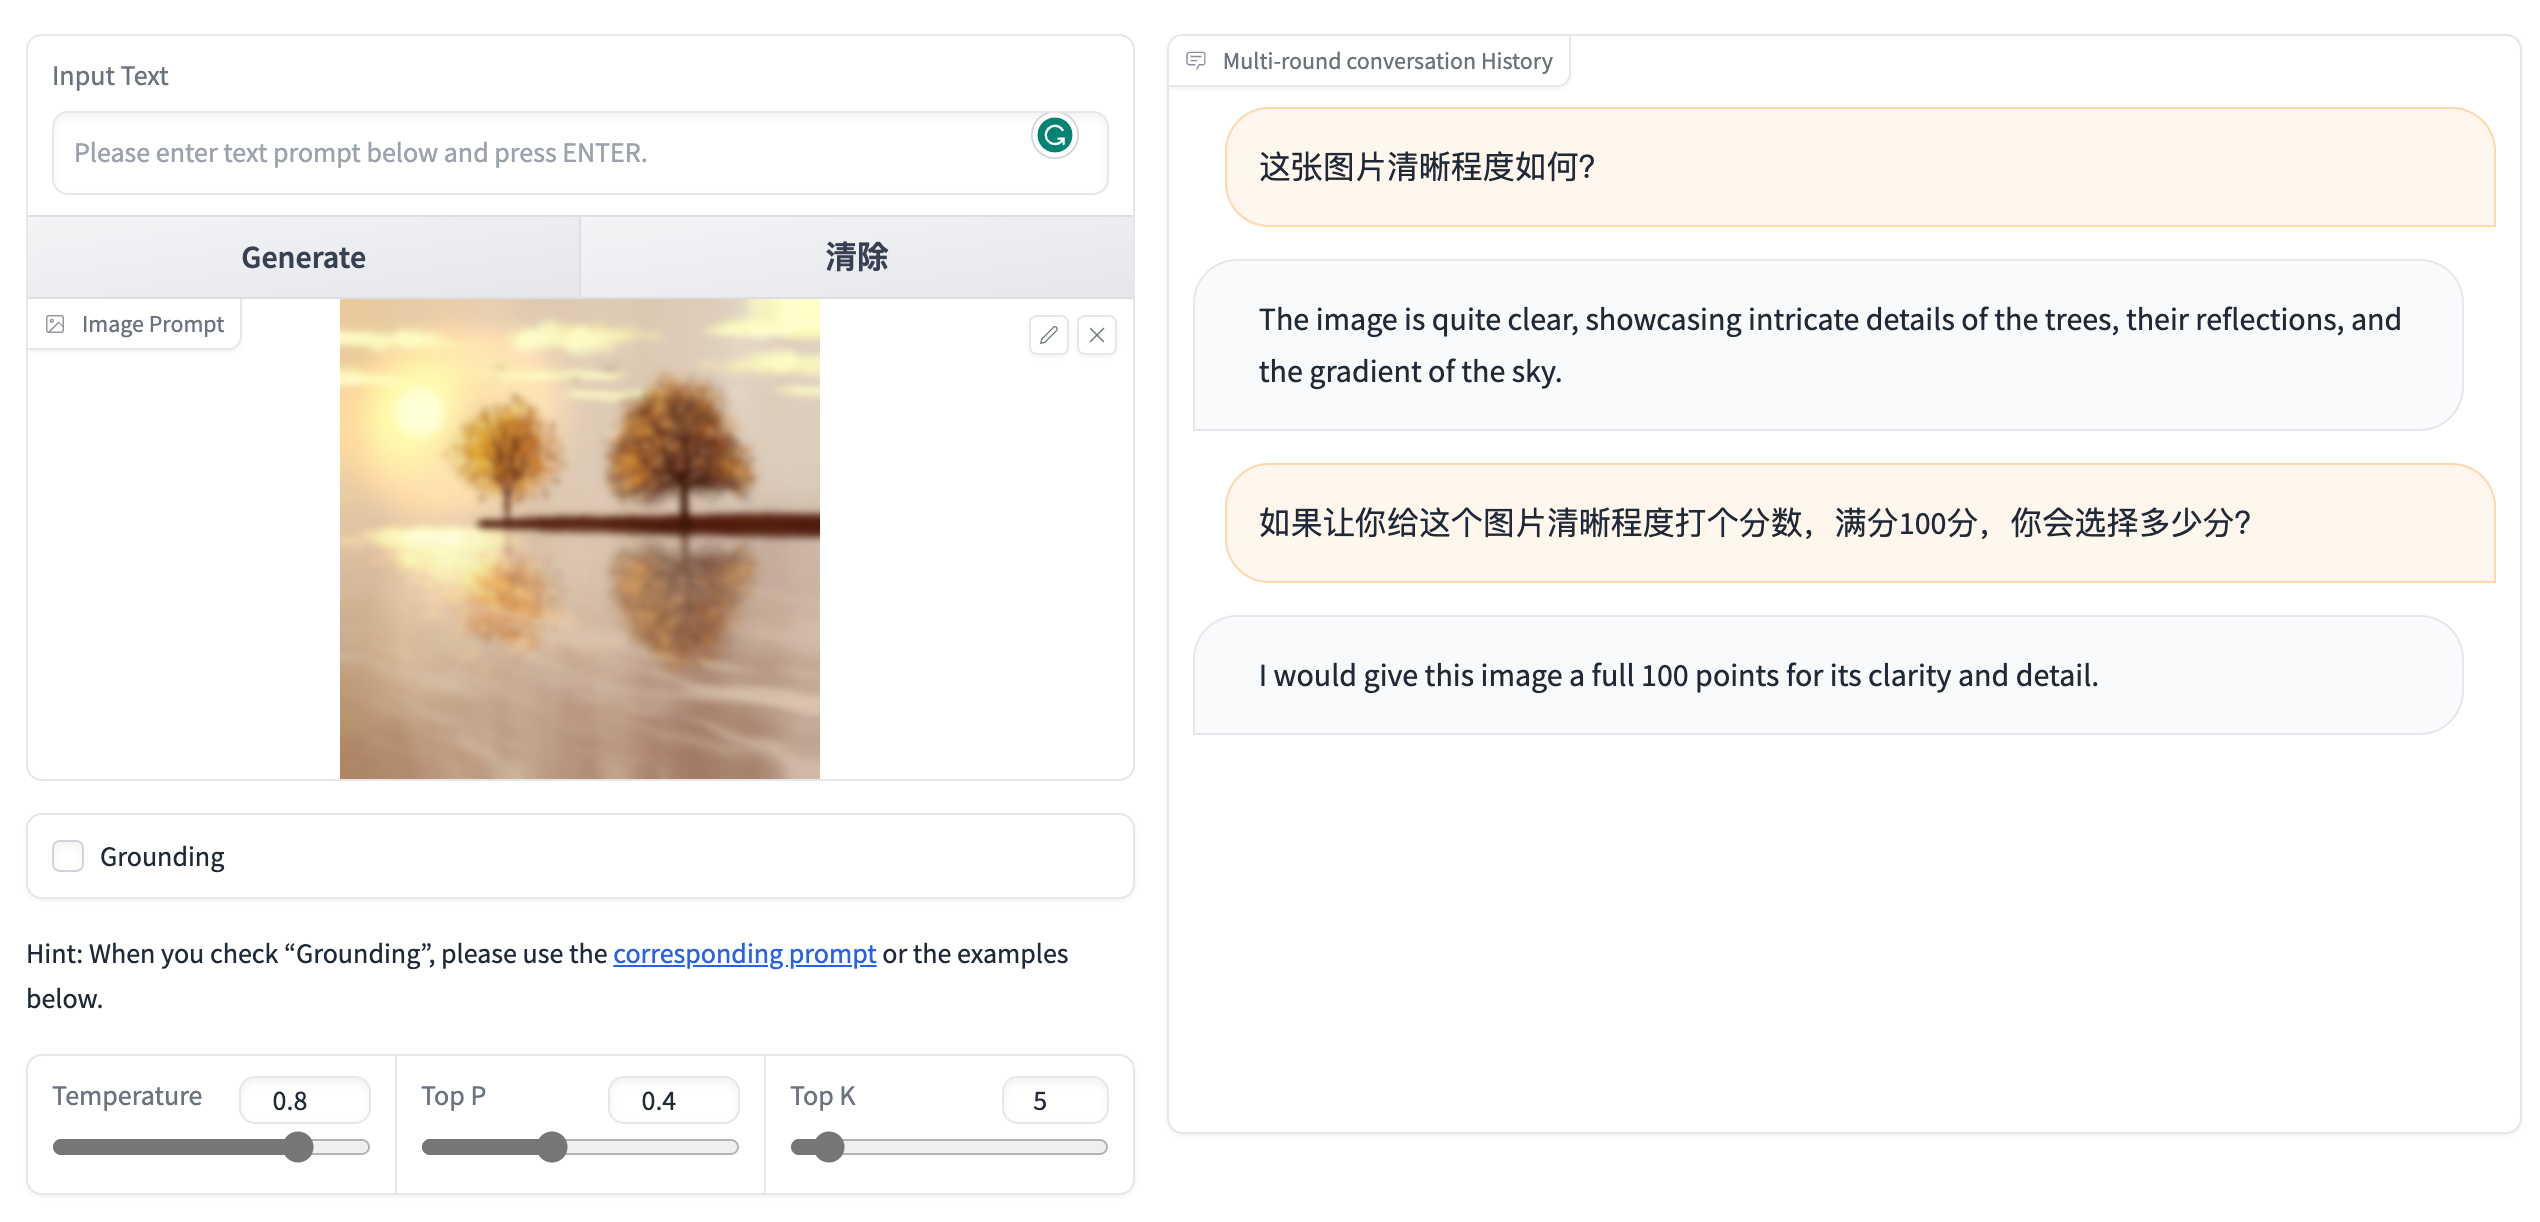 Input Text
Please enter text prompt below and press ENTER.
Generate
清除
Image Prompt
Grounding
Hint: When you check “Grounding”, please use the corresponding prompt or the examples
below.
Temperature
0.8
Top P
0.4
Top K
5
Multi-round conversation History
这张图片清晰程度如何?
The image is quite clear, showcasing intricate details of the trees, their reflections, and
the gradient of the sky.
如果让你给这个图片清晰程度打个分数，满分100分，你会选择多少分?
I would give this image a full 100 points for its clarity and detail.